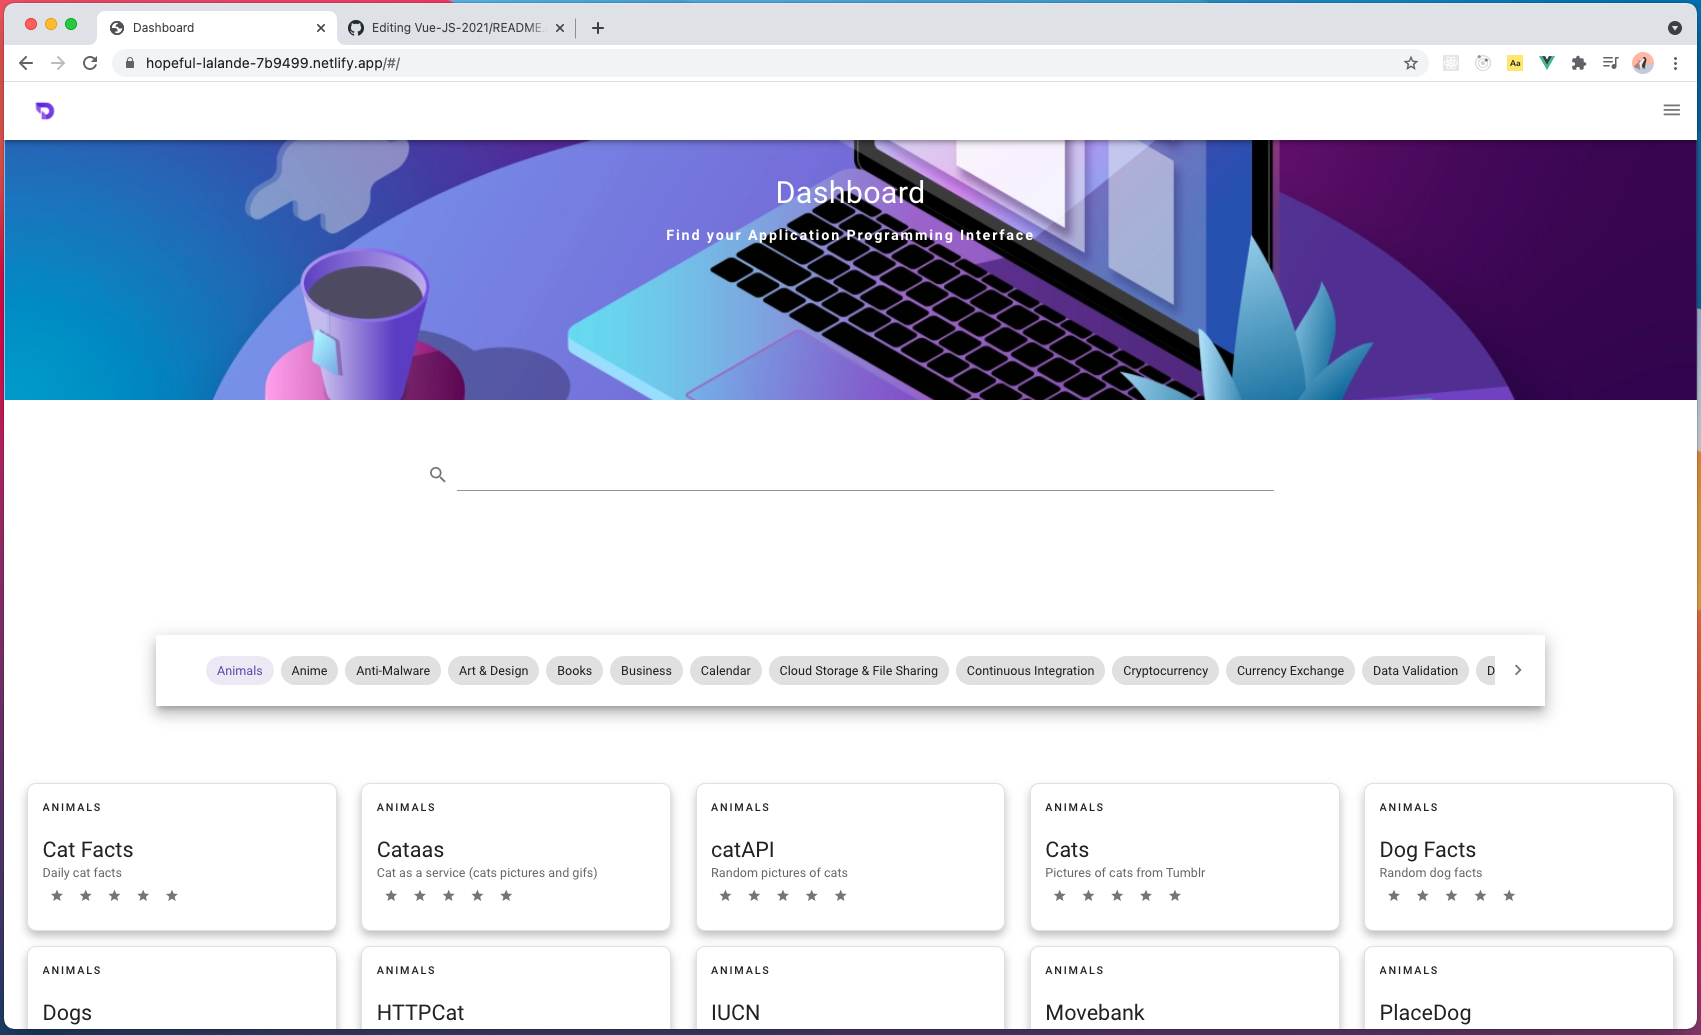 Dashboard
Editing Vue-JS-2021/README.
hopeful-lalande-7b9499.netlify.app/#/
Aa
Dashboard
Find your Application Programming Interface
Animals Anime Anti-Malware Art & Design Books Business Calendar Cloud Storage & File Sharing Continuous Integration Cryptocurrency Currency Exchange Data Validation D
ANIMALS
Cat Facts
Daily cat facts
ANIMALS
Cataas
Cat as a service (cats pictures and gifs)
ANIMALS
catAPI
Random pictures of cats
ANIMALS
Cats
Pictures of cats from Tumblr
ANIMALS
Dog Facts
Random dog facts
ANIMALS
Dogs
ANIMALS
HTTPCat
ANIMALS
IUCN
ANIMALS
Movebank
ANIMALS
PlaceDog